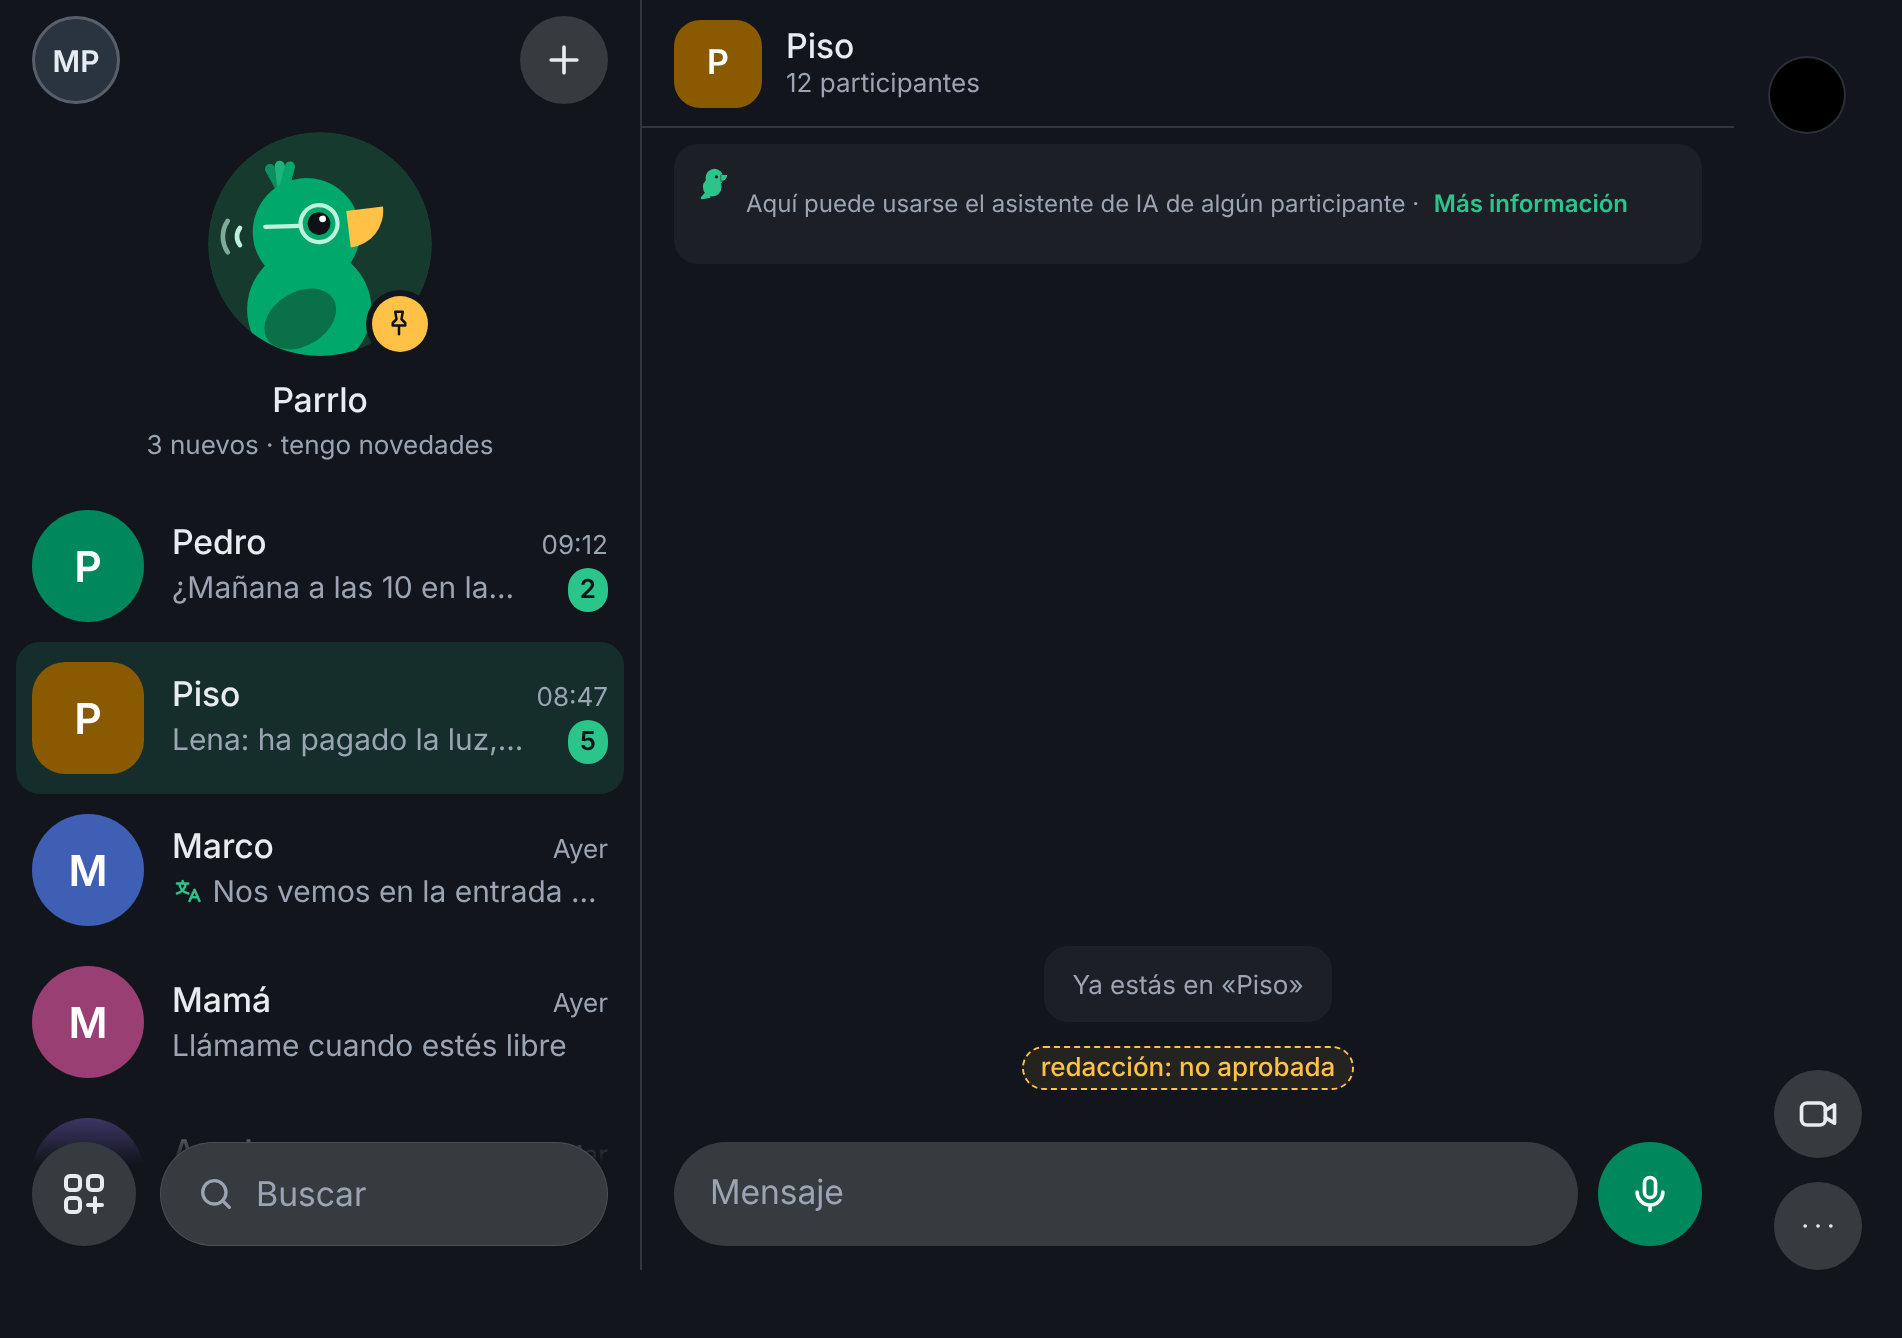 MP
Parrlo
3 nuevos · tengo novedades
P
Pedro
09:12
¿Mañana a las 10 en la...
2
P
Piso
08:47
Lena: ha pagado la luz,...
5
M
Marco
Ayer
Nos vemos en la entrada ...
M
Mamá
Ayer
Llámame cuando estés libre
Buscar
P
Piso
12 participantes
Aquí puede usarse el asistente de IA de algún participante · Más información
Ya estás en «Piso»
redacción: no aprobada
Mensaje